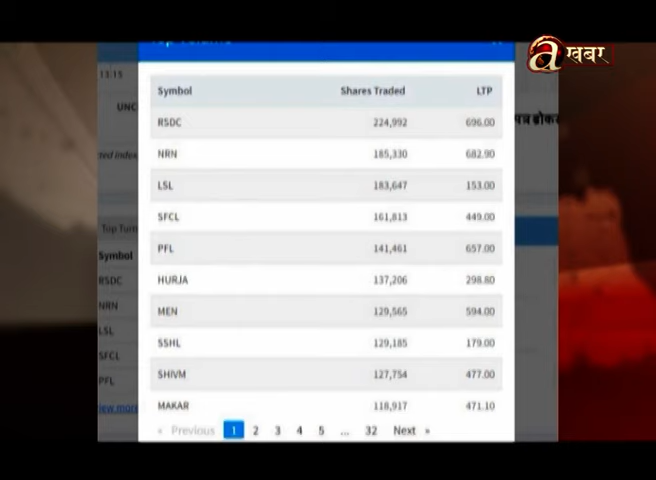 a खबर
13:15
Symbol Shares Traded LTP
UNC
RSDC 224,992 696.00
NRN 185,330 682.90
LSL 183,647 153.00
SFCL 161,813 449.00
Top Turn
PFL 141,461 657.00
Symbol
HURJA 137,206 298.80
RSDC
NRN
MEN 129,565 594.00
LSL
SSHL 129,185 179.00
SFCL
SHIVM 127,754 477.00
PFL
MAKAR 118,917 471.10
« Previous 1 2 3 4 5 ... 32 Next »